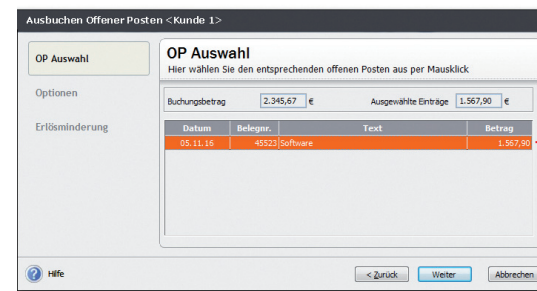 Ausbuchen Offener Posten <Kunde 1>
OP Auswahl
Optionen
Erlösminderung
OP Auswahl
Hier wählen Sie den entsprechenden offenen Posten aus per Mausklick
Buchungsbetrag 2.345,67 € Ausgewählte Einträge 1.567,90 €
Datum Belegnr. Text Betrag
05.11.16 45523 Software 1.567,90
Hilfe < Zurück Weiter Abbrechen